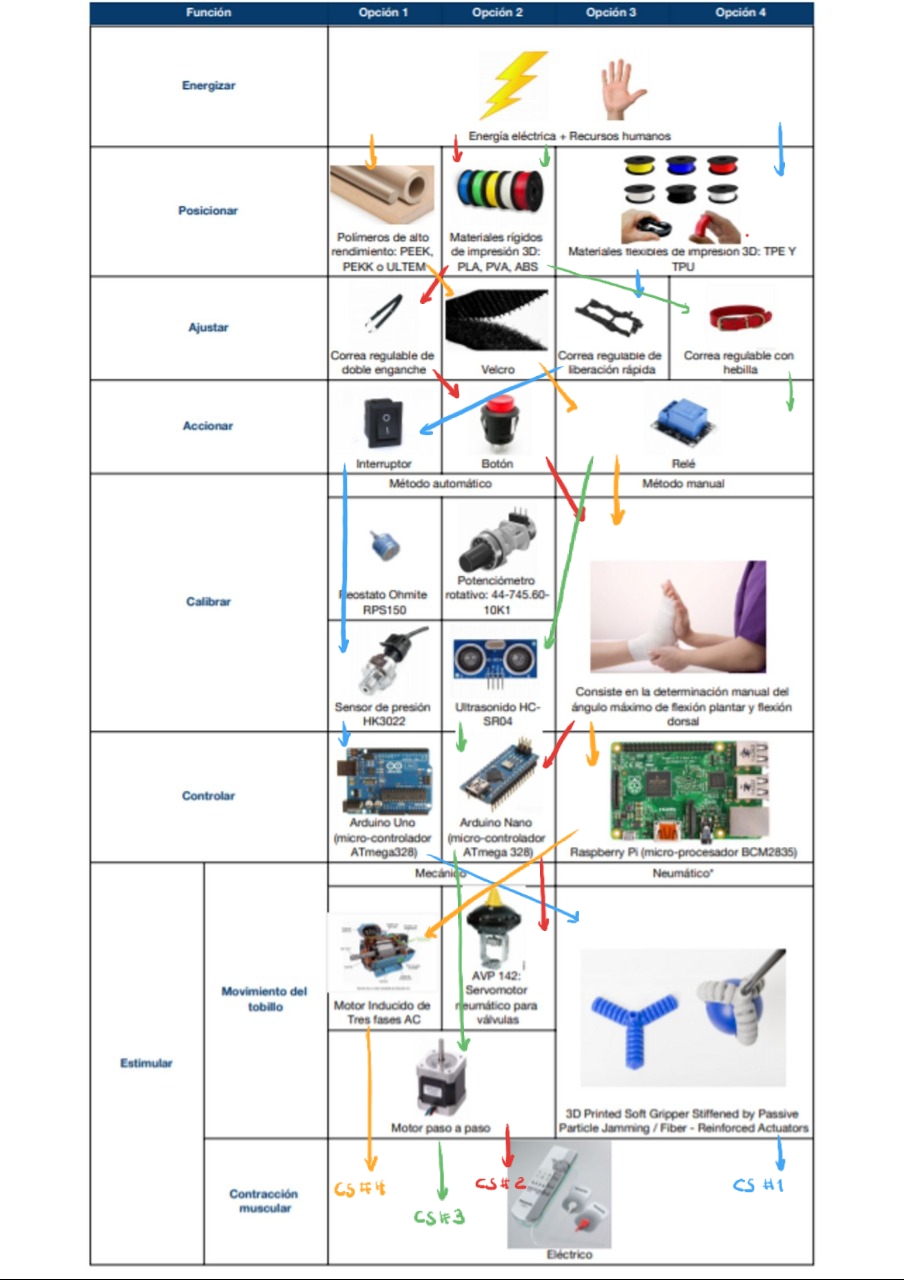 Función Opción 1 Opción 2 Opción 3 Opción 4
Energizar
Energía eléctrica + Recursos humanos
Posicionar
Polímeros de alto
rendimiento: PEEK,
PEKK o ULTEM
Materiales rígidos
de impresión 3D:
PLA, PVA, ABS
Materiales flexibles de impresión 3D: TPE Y
TPU
Ajustar
Correa regulable de
doble enganche
Velcro
Correa regulable de
liberación rápida
Correa regulable con
hebilla
Accionar
Interruptor
Botón
Relé
Calibrar
Método automático
Método manual
Reostato Ohmite
RPS150
Potenciómetro
rotativo: 44-745.60-
10K1
Sensor de presión
HK3022
Ultrasonido HC-
SR04
Consiste en la determinación manual del
ángulo máximo de flexión plantar y flexión
dorsal
Controlar
Arduino Uno
(micro-controlador
ATmega328)
Arduino Nano
(micro-controlador
ATmega 328)
Raspberry Pi (micro-procesador BCM2835)
Estimular
Movimiento del
tobillo
Mecánico
Neumático*
Motor Inducido de
Tres fases AC
AVP 142:
Servomotor
neumático para
válvulas
Motor paso a paso
3D Printed Soft Gripper Stiffened by Passive
Particle Jamming / Fiber - Reinforced Actuators
Contracción
muscular
CS #4
CS #3
CS #2
CS #1
Eléctrico